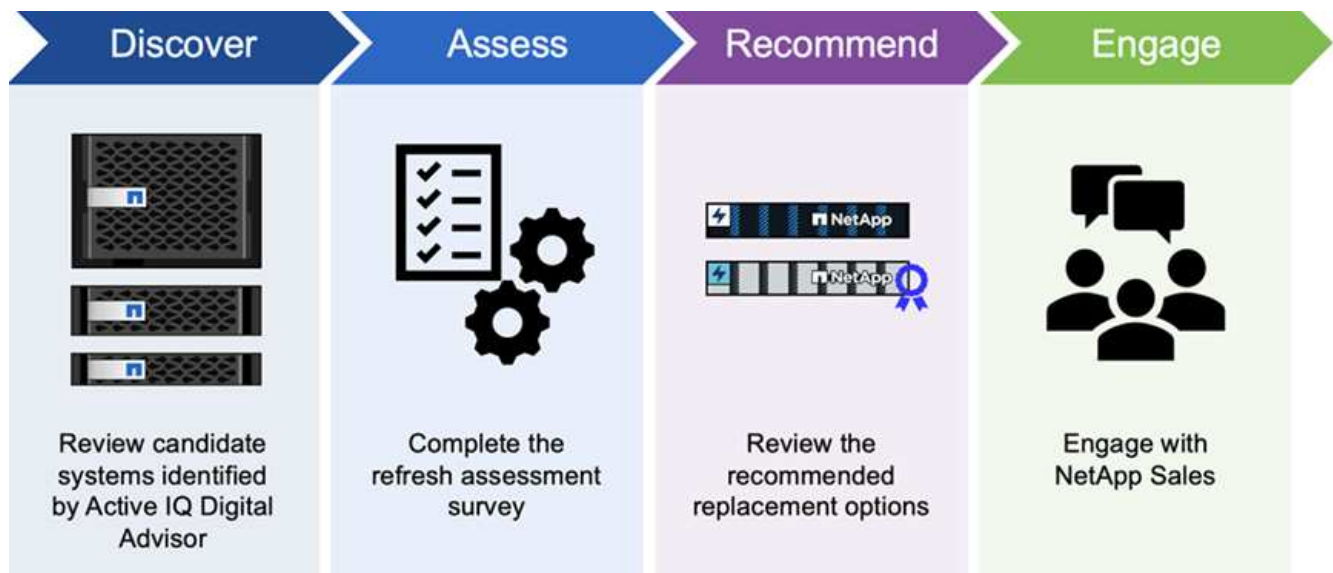 Discover
Assess
Recommend
Engage
NetApp
NetApp
Review candidate
systems identified
by Active IQ Digital
Advisor
Complete the
refresh assessment
survey
Review the
recommended
replacement options
Engage with
NetApp Sales